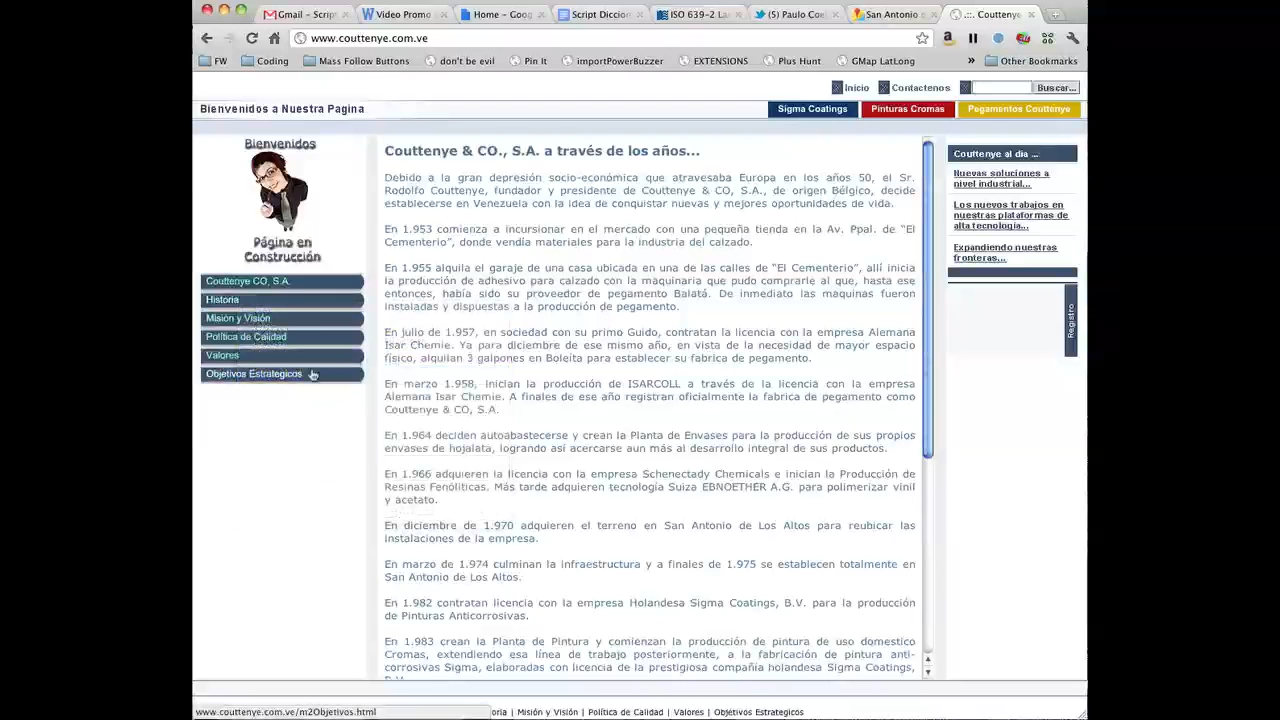 Gmail – Scrip
Video Promo
Home – Goog
Script Diccion
ISO 639-2 La
(5) Paulo Coe
San Antonio d
.::. Couttenye
www.couttenye.com.ve
FW
Coding
Mass Follow Buttons
don't be evil
Pin It
importPowerBuzzer
EXTENSIONS
Plus Hunt
GMap LatLong
»
Other Bookmarks
Inicio
Contactenos
Buscar...
Bienvenidos a Nuestra Pagina
Sigma Coatings
Pinturas Cromas
Pegamentos Couttenye
Bienvenidos
Página en
Construcción
Couttenye CO, S.A.
Historia
Misión y Visión
Política de Calidad
Valores
Objetivos Estrategicos
Couttenye & CO., S.A. a través de los años...
Debido a la gran depresión socio-económica que atravesaba Europa en los años 50, el Sr.
Rodolfo Couttenye, fundador y presidente de Couttenye & CO, S.A., de origen Bélgico, decide
establecerse en Venezuela con la idea de conquistar nuevas y mejores oportunidades de vida.
En 1.953 comienza a incursionar en el mercado con una pequeña tienda en la Av. Ppal. de “El
Cementerio”, donde vendía materiales para la industria del calzado.
En 1.955 alquila el garaje de una casa ubicada en una de las calles de “El Cementerio”, allí inicia
la producción de adhesivo para calzado con la maquinaria que pudo comprarle al que, hasta ese
entonces, había sido su proveedor de pegamento Balatá. De inmediato las maquinas fueron
instaladas y dispuestas a la producción de pegamento.
En julio de 1.957, en sociedad con su primo Guido, contratan la licencia con la empresa Alemana
Isar Chemie. Ya para diciembre de ese mismo año, en vista de la necesidad de mayor espacio
físico, alquilan 3 galpones en Boleita para establecer su fabrica de pegamento.
En marzo 1.958, inician la producción de ISARCOLL a través de la licencia con la empresa
Alemana Isar Chemie. A finales de ese año registran oficialmente la fabrica de pegamento como
Couttenye & CO, S.A.
En 1.964 deciden autoabastecerse y crean la Planta de Envases para la producción de sus propios
envases de hojalata, logrando así acercarse aun más al desarrollo integral de sus productos.
En 1.966 adquieren la licencia con la empresa Schenectady Chemicals e inician la Producción de
Resinas Fenólíticas. Más tarde adquieren tecnología Suiza EBNOETHER A.G. para polimerizar vinil
y acetato.
En diciembre de 1.970 adquieren el terreno en San Antonio de Los Altos para reubicar las
instalaciones de la empresa.
En marzo de 1.974 culminan la infraestructura y a finales de 1.975 se establecen totalmente en
San Antonio de Los Altos.
En 1.982 contratan licencia con la empresa Holandesa Sigma Coatings, B.V. para la producción
de Pinturas Anticorrosivas.
En 1.983 crean la Planta de Pintura y comienzan la producción de pintura de uso domestico
Cromas, extendiendo esa línea de trabajo posteriormente, a la fabricación de pintura anti-
corrosivas Sigma, elaboradas con licencia de la prestigiosa compañía holandesa Sigma Coatings,
Couttenye al dia ...
Nuevas soluciones a
nivel industrial...
Los nuevos trabajos en
nuestras plataformas de
alta tecnología...
Expandiendo nuestras
fronteras...
Registro
www.couttenye.com.ve/m2Objetivos.html
oria | Misión y Visión | Política de Calidad | Valores | Objetivos Estrategicos